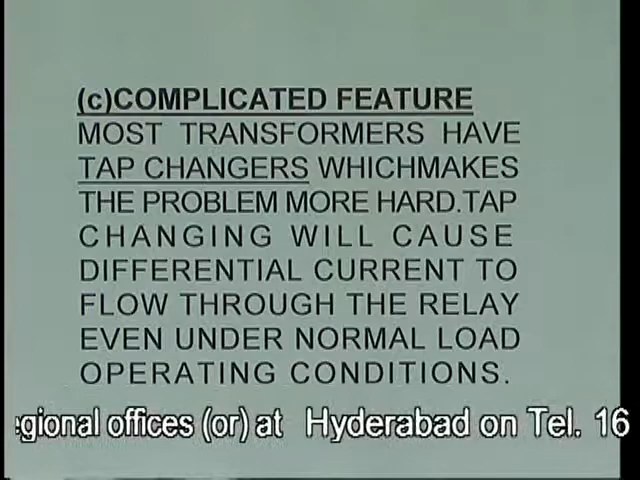 (c)COMPLICATED FEATURE
MOST TRANSFORMERS HAVE
TAP CHANGERS WHICHMAKES
THE PROBLEM MORE HARD.TAP
CHANGING WILL CAUSE
DIFFERENTIAL CURRENT TO
FLOW THROUGH THE RELAY
EVEN UNDER NORMAL LOAD
OPERATING CONDITIONS.
gional offices (or) at Hyderabad on Tel. 16